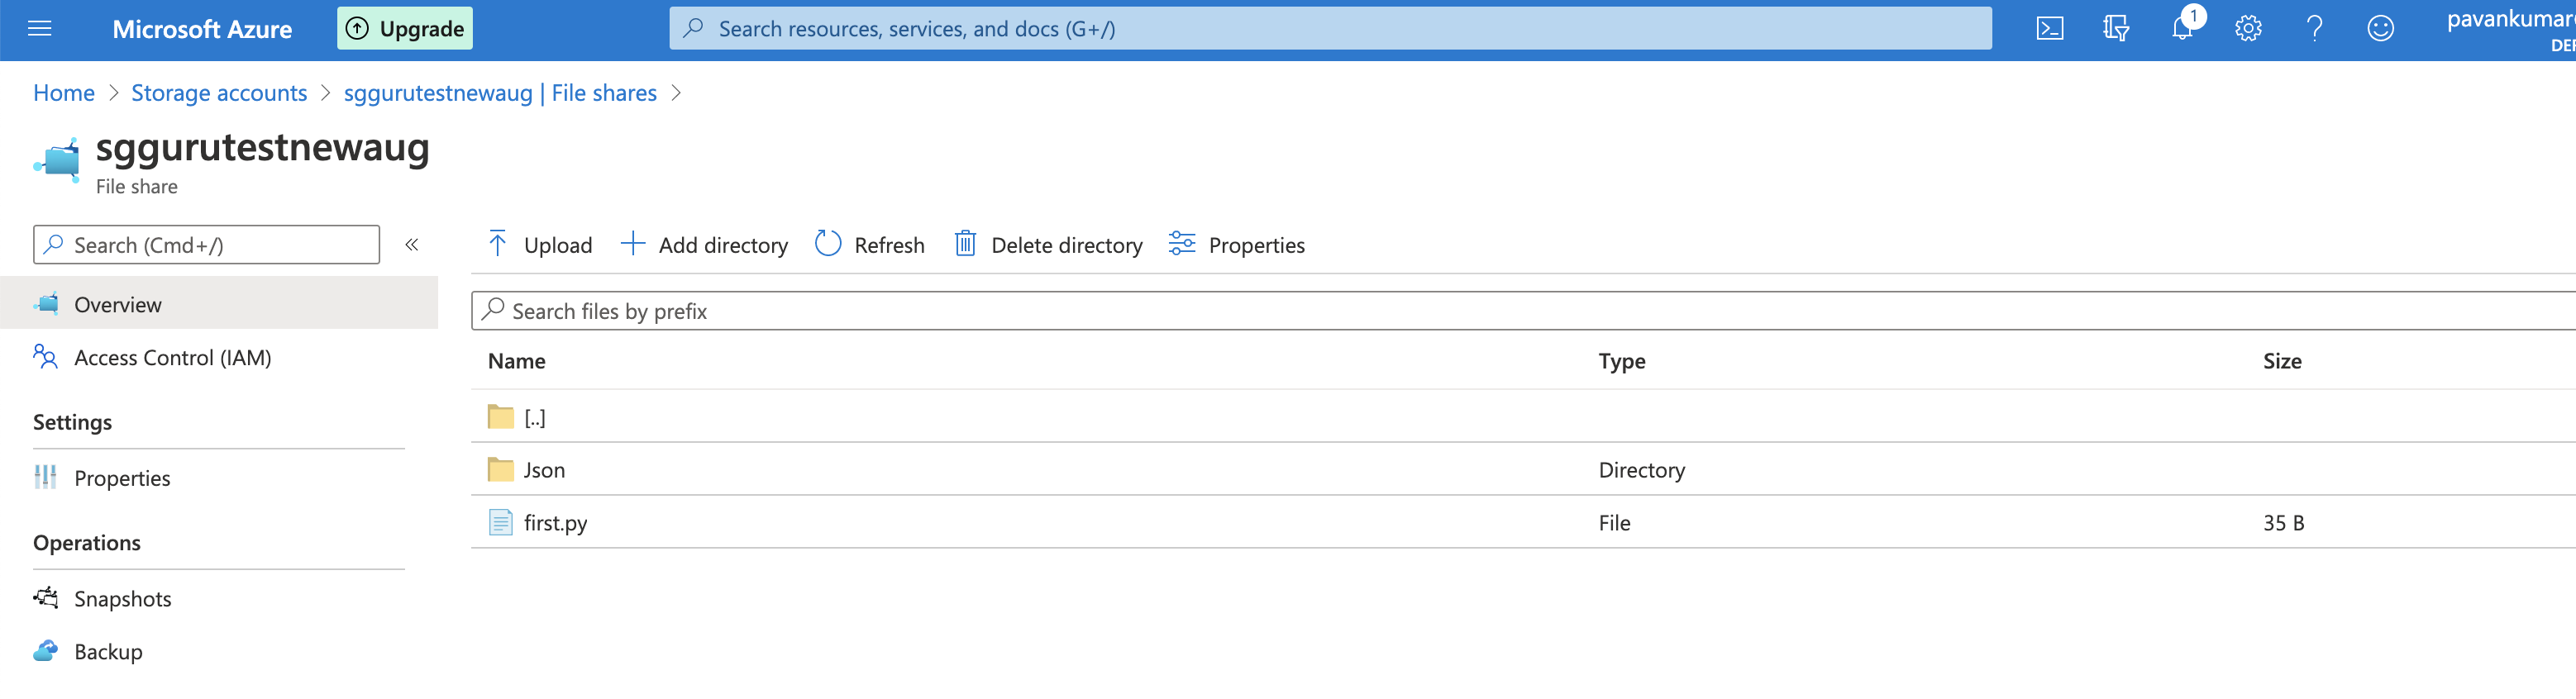 Microsoft Azure
Upgrade
Search resources, services, and docs (G+/)
1
pavankumar
DEF
Home > Storage accounts > sggurutestnewaug | File shares >
sggurutestnewaug
File share
Search (Cmd+/)
«
Overview
Access Control (IAM)
Settings
Properties
Operations
Snapshots
Backup
Upload
Add directory
Refresh
Delete directory
Properties
Search files by prefix
Name Type Size
[..]
Json Directory
first.py File 35 B